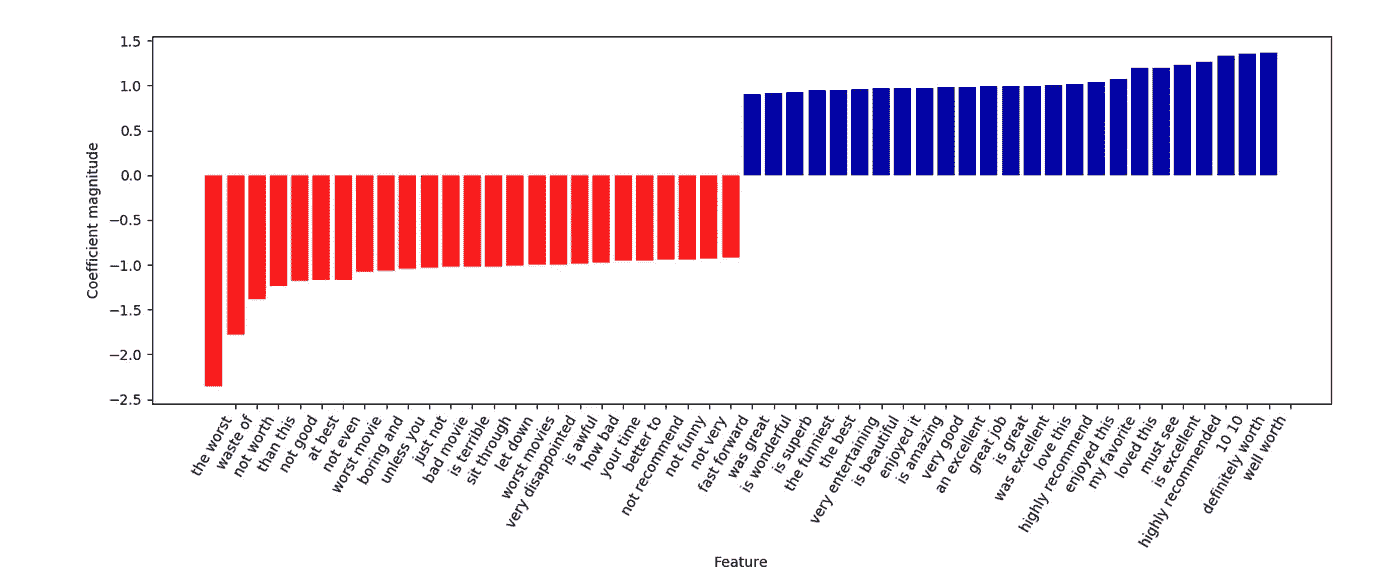 1.5
1.0
0.5
0.0
−0.5
−1.0
−1.5
−2.0
−2.5
Coefficient magnitude
the worst
waste of
not worth
than this
not good
at best
not even
worst movie
boring and
unless you
just not
bad movie
is terrible
sit through
let down
worst movies
very disappointed
is awful
how bad
your time
better to
not recommend
not funny
not very
fast forward
was great
is wonderful
is superb
the funniest
the best
very entertaining
is beautiful
enjoyed it
is amazing
very good
an excellent
great job
is great
was excellent
love this
highly recommend
enjoyed this
my favorite
loved this
must see
is excellent
highly recommended
10 10
definitely worth
well worth
Feature